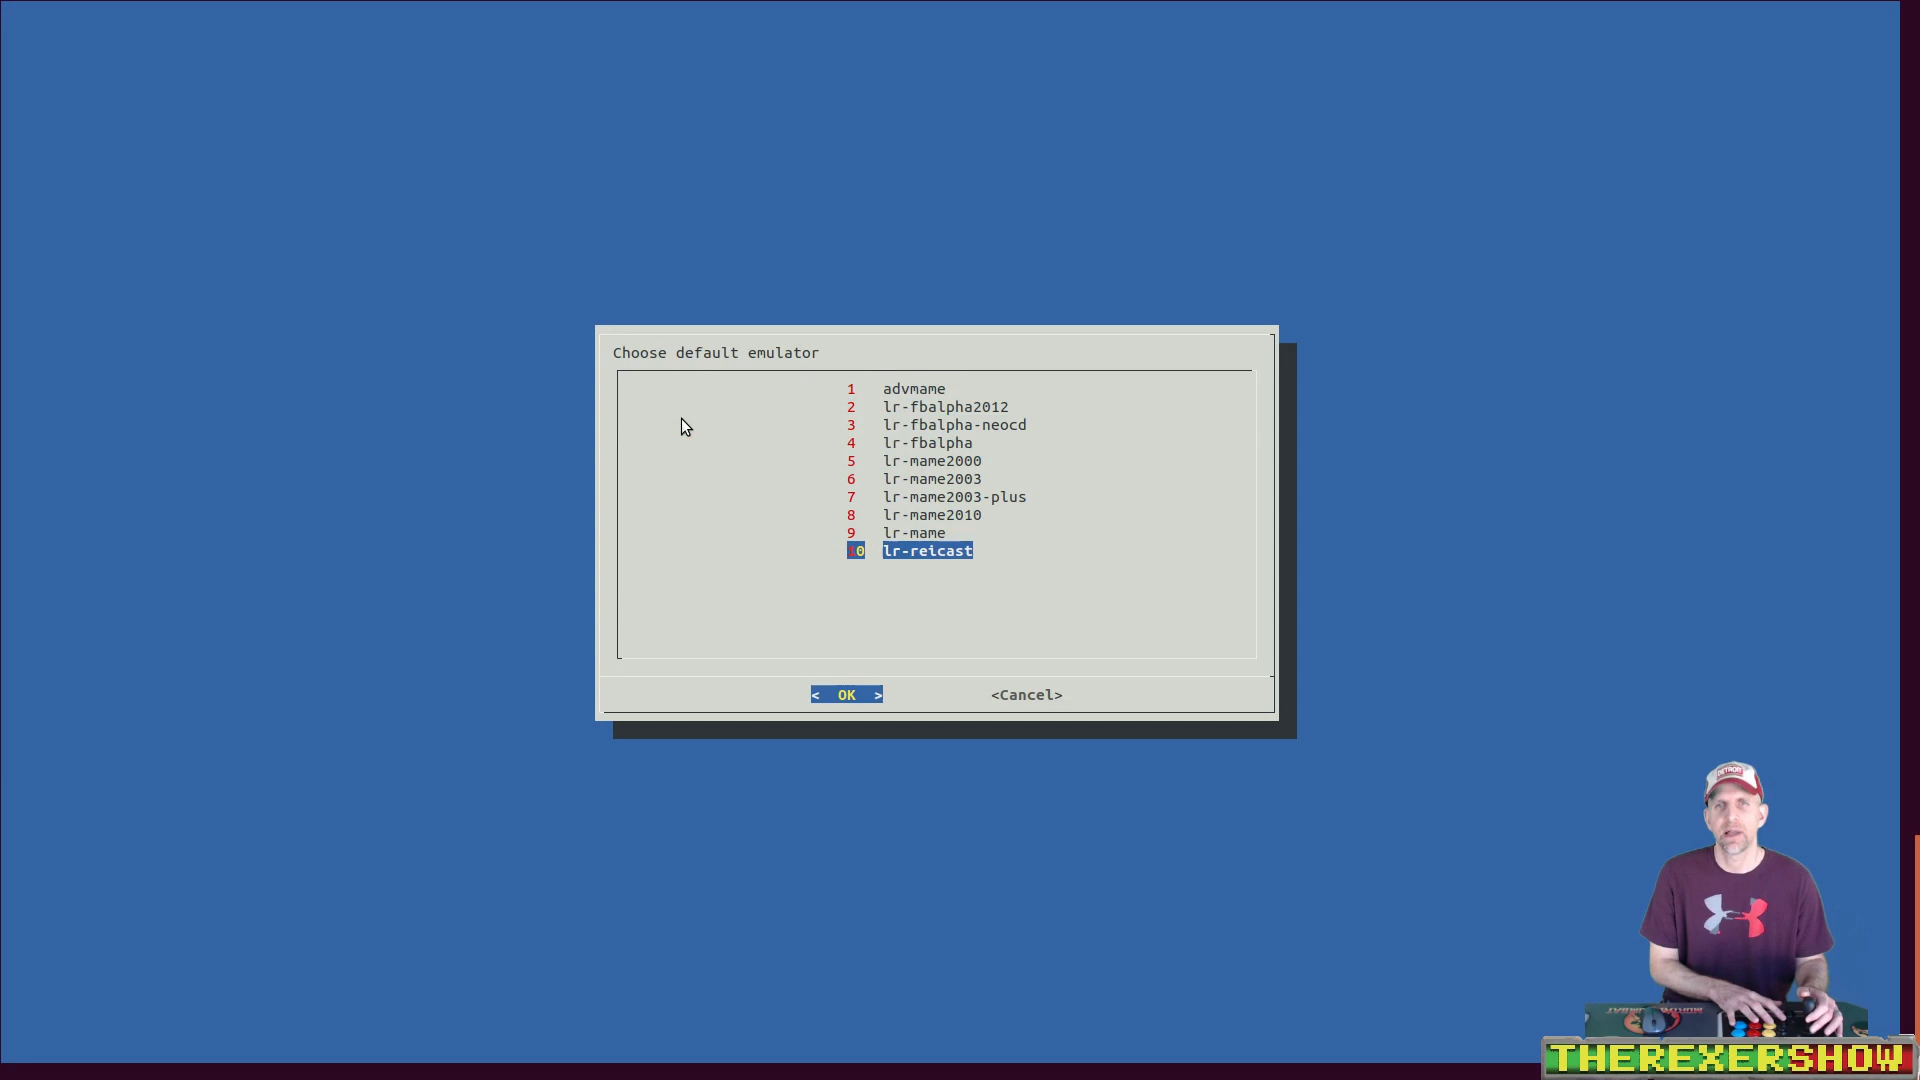 Choose default emulator
1 advmame
2 lr-fbalpha2012
3 lr-fbalpha-neocd
4 lr-fbalpha
5 lr-mame2000
6 lr-mame2003
7 lr-mame2003-plus
8 lr-mame2010
9 lr-mame
10 lr-reicast
< OK > <Cancel>
DETROIT
THEREXERSHOW